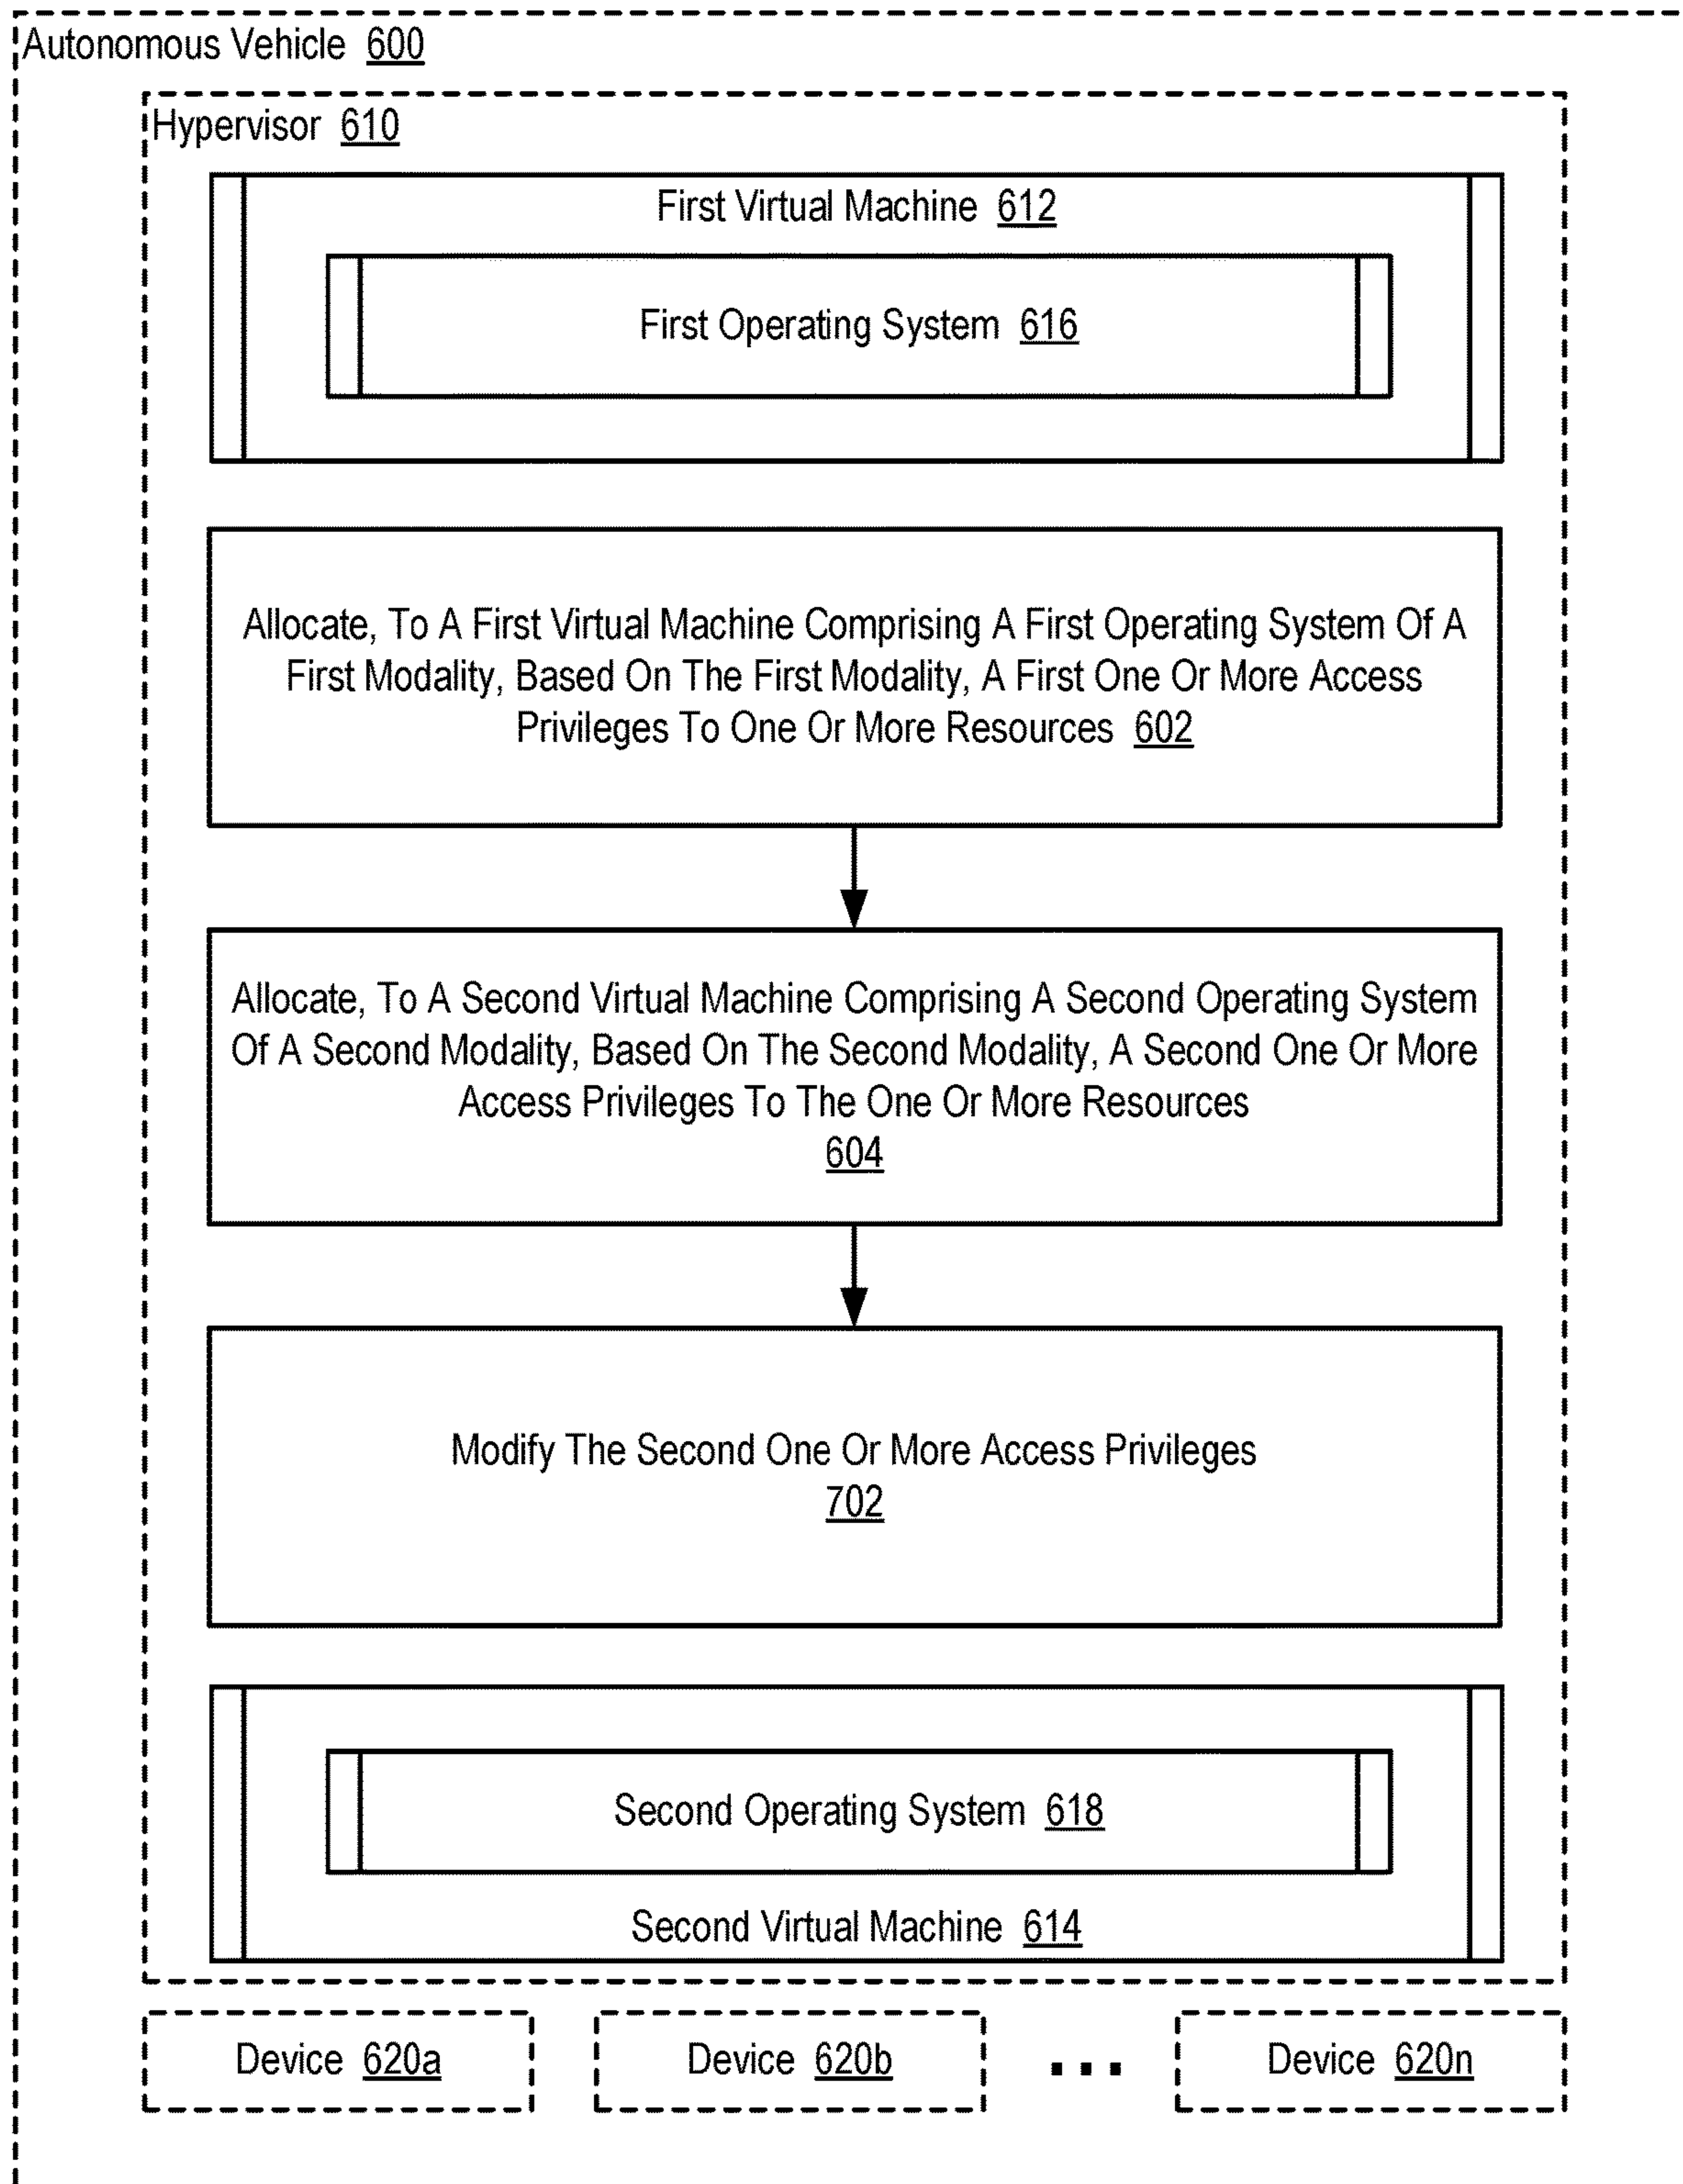 Autonomous Vehicle 600
Hypervisor 610
First Virtual Machine 612
First Operating System 616
Allocate, To A First Virtual Machine Comprising A First Operating System Of A
First Modality, Based On The First Modality, A First One Or More Access
Privileges To One Or More Resources 602
Allocate, To A Second Virtual Machine Comprising A Second Operating System
Of A Second Modality, Based On The Second Modality, A Second One Or More
Access Privileges To The One Or More Resources
604
Modify The Second One Or More Access Privileges
702
Second Operating System 618
Second Virtual Machine 614
Device 620a Device 620b ... Device 620n